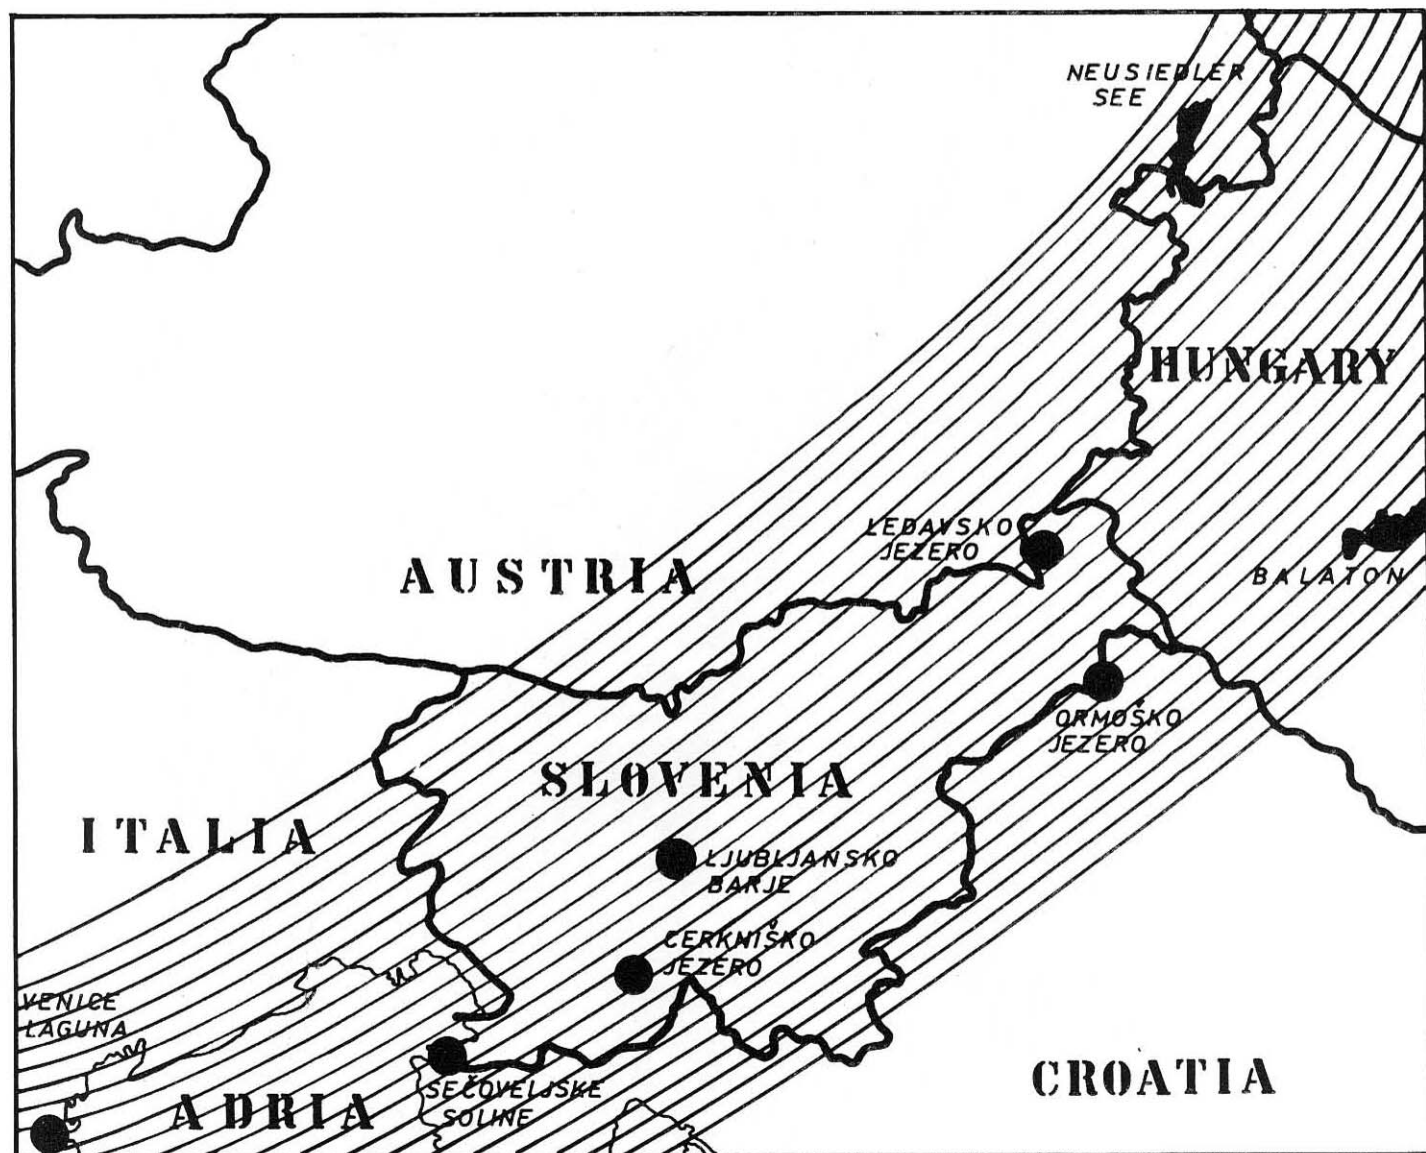 NEUSIEDLER
SEE
HUNGARY
LEDAVSKO
JEZERO
AUSTRIA
BALATON
ORMOŠKO
JEZERO
SLOVENIA
ITALIA
LJUBLJANSKO
BARJE
CERKNIŠKO
JEZERO
VENICE
LAGUNA
CROATIA
SEČOVELJSKE
SOLINE
ADRIA